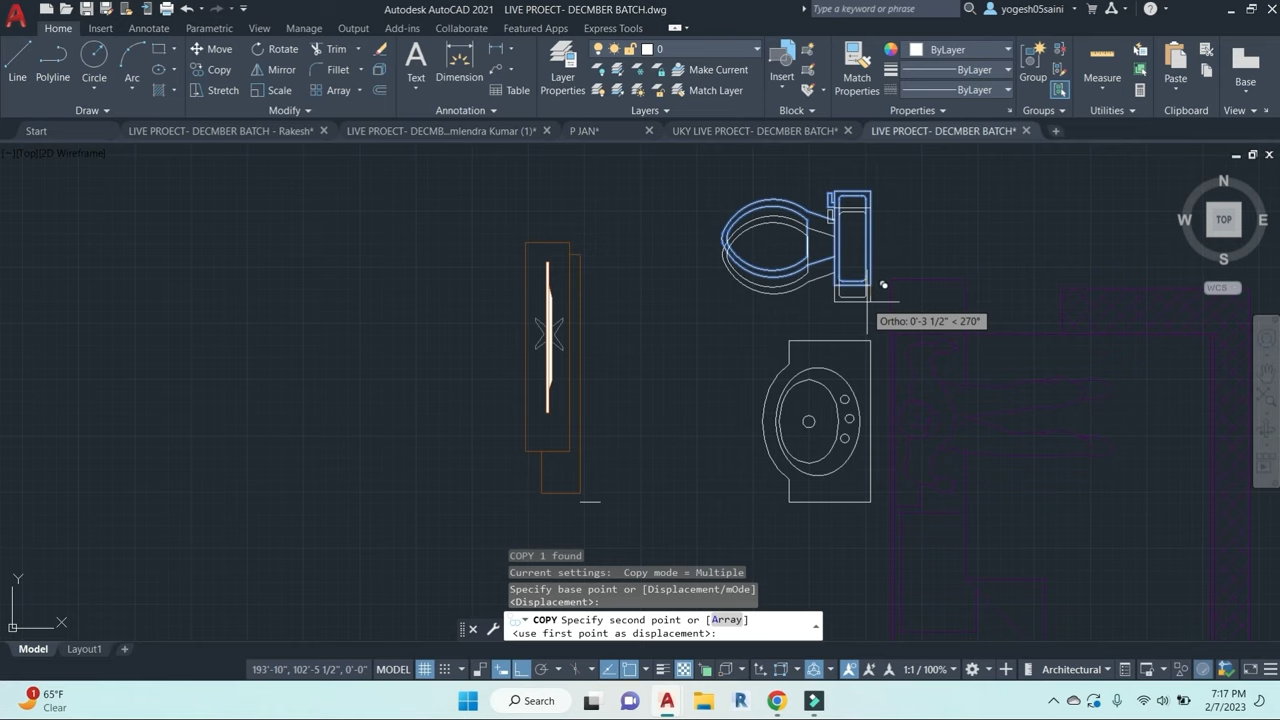 Autodesk AutoCAD 2021 LIVE PROECT- DECMBER BATCH.dwg
Type a keyword or phrase
yogesh05saini
Home Insert Annotate Parametric View Manage Output Add-ins Collaborate Featured Apps Express Tools
Move Rotate Trim
0
ByLayer
Line Polyline Circle Arc
Copy Mirror Fillet
Text Dimension
Layer Properties
Make Current
Insert
Match Properties
ByLayer
Group
Measure
Paste
Base
Stretch Scale Array
Table
Match Layer
ByLayer
Draw Modify Annotation Layers Block Properties Groups Utilities Clipboard View
Start
LIVE PROECT- DECMBER BATCH - Rakesh*
LIVE PROECT- DECMB...mlendra Kumar (1)*
P JAN*
UKY LIVE PROECT- DECMBER BATCH*
LIVE PROECT- DECMBER BATCH*
[−][Top][2D Wireframe]
N
W TOP E
S
WCS
Ortho: 0'-3 1/2" < 270°
COPY 1 found
Current settings: Copy mode = Multiple
Specify base point or [Displacement/mOde]
<Displacement>:
COPY Specify second point or [Array]
<use first point as displacement>:
Y
X
Model Layout1
193'-10", 102'-5 1/2", 0'-0" MODEL
1:1 / 100%
Architectural
1
65°F
Clear
Search
7:17 PM
2/7/2023